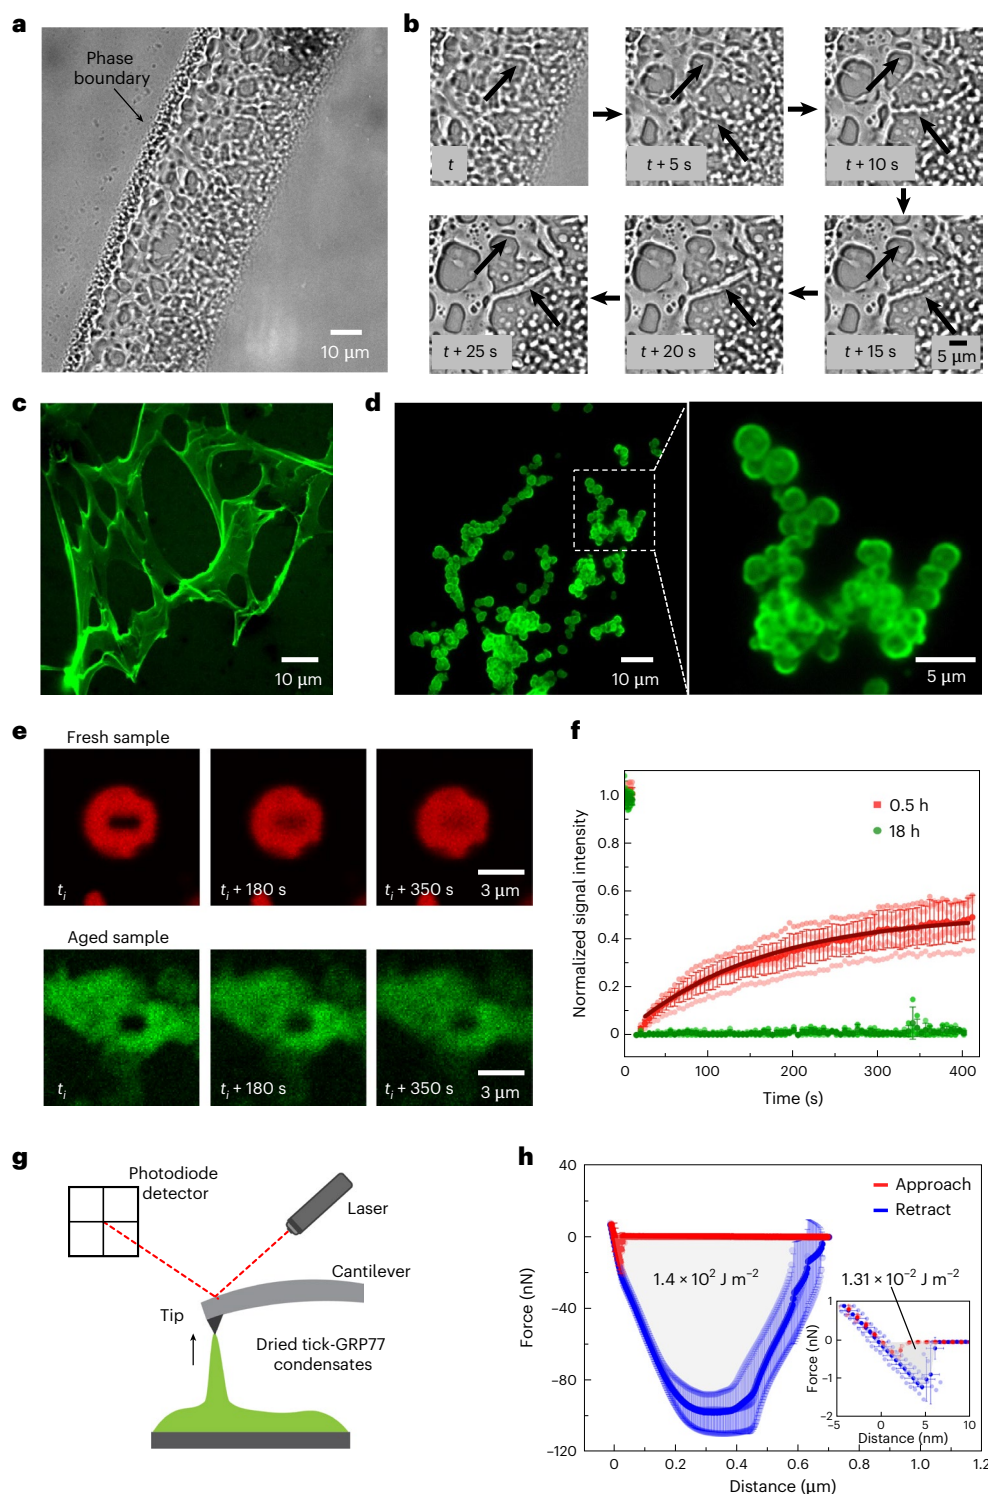 a
Phase
boundary
10 µm
b
t
t + 5 s
t + 10 s
t + 25 s
t + 20 s
t + 15 s
5 µm
c
10 µm
d
10 µm
5 µm
e
Fresh sample
ti
ti + 180 s
ti + 350 s
3 µm
Aged sample
ti
ti + 180 s
ti + 350 s
3 µm
f
Normalized signal intensity
1.0
0.8
0.6
0.4
0.2
0
0.5 h
18 h
0
100
200
300
400
Time (s)
g
Photodiode
detector
Laser
Cantilever
Tip
Dried tick-GRP77
condensates
h
Force (nN)
40
0
–40
–80
–120
Approach
Retract
1.4 × 10² J m⁻²
1.31 × 10⁻² J m⁻²
Force (nN)
1
0
–1
–2
–5
0
5
10
Distance (nm)
0
0.2
0.4
0.6
0.8
1.0
1.2
Distance (µm)